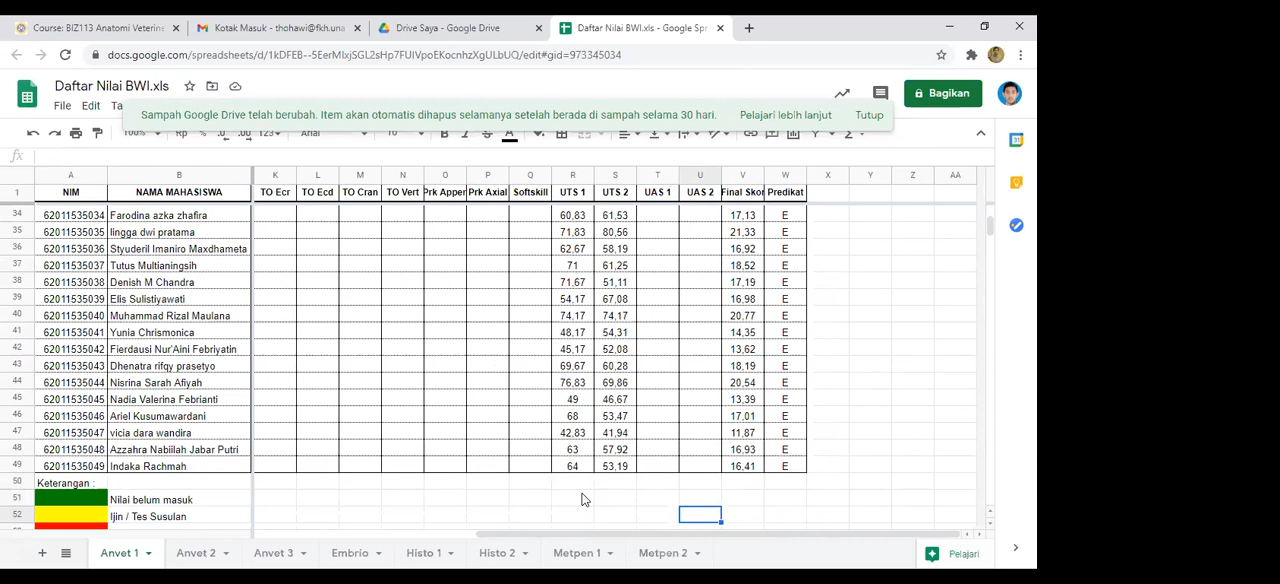 Course: BIZ113 Anatomi Veterine
Kotak Masuk - thohawi@fkh.una
Drive Saya - Google Drive
Daftar Nilai BWI.xls - Google Spr
docs.google.com/spreadsheets/d/
Daftar Nilai BWI.xls
Bagikan
File Edit Ta
Sampah Google Drive telah berubah. Item akan otomatis dihapus selamanya setelah berada di sampah selama 30 hari. Pelajari lebih lanjut Tutup
100% Rp % .0 .00 123 Arial 10 B I S A
fx
A B K L M N O P Q R S T U V W X Y Z AA
1 NIM NAMA MAHASISWA TO Ecr TO Ecd TO Cran TO Vert Prk Apper Prk Axial Softskill UTS 1 UTS 2 UAS 1 UAS 2 Final Skor Predikat
34 62011535034 Farodina azka zhafira 60,83 61,53 17,13 E
35 62011535035 lingga dwi pratama 71,83 80,56 21,33 E
36 62011535036 Styuderil Imaniro Maxdhameta 62,67 58,19 16,92 E
37 62011535037 Tutus Multianingsih 71 61,25 18,52 E
38 62011535038 Denish M Chandra 71,67 51,11 17,19 E
39 62011535039 Elis Sulistiyawati 54,17 67,08 16,98 E
40 62011535040 Muhammad Rizal Maulana 74,17 74,17 20,77 E
41 62011535041 Yunia Chrismonica 48,17 54,31 14,35 E
42 62011535042 Fierdausi Nur'Aini Febriyatin 45,17 52,08 13,62 E
43 62011535043 Dhenatra rifqy prasetyo 69,67 60,28 18,19 E
44 62011535044 Nisrina Sarah Afiyah 76,83 69,86 20,54 E
45 62011535045 Nadia Valerina Febrianti 49 46,67 13,39 E
46 62011535046 Ariel Kusumawardani 68 53,47 17,01 E
47 62011535047 vicia dara wandira 42,83 41,94 11,87 E
48 62011535048 Azzahra Nabiilah Jabar Putri 63 57,92 16,93 E
49 62011535049 Indaka Rachmah 64 53,19 16,41 E
50 Keterangan :
51 Nilai belum masuk
52 Ijin / Tes Susulan
Anvet 1 Anvet 2 Anvet 3 Embrio Histo 1 Histo 2 Metpen 1 Metpen 2 Pelajari